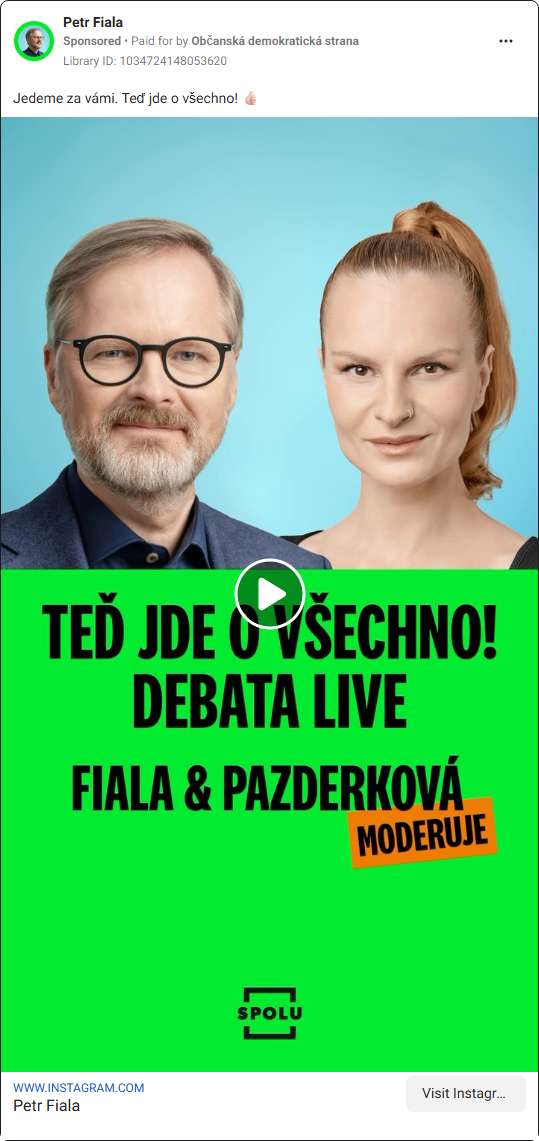 Petr Fiala
Sponsored • Paid for by Občanská demokratická strana
Library ID: 1034724148053620
Jedeme za vámi. Teď jde o všechno! 👍🏻
TEĎ JDE O VŠECHNO!
DEBATA LIVE
FIALA & PAZDERKOVÁ
MODERUJE
SPOLU
WWW.INSTAGRAM.COM
Petr Fiala
Visit Instagr...